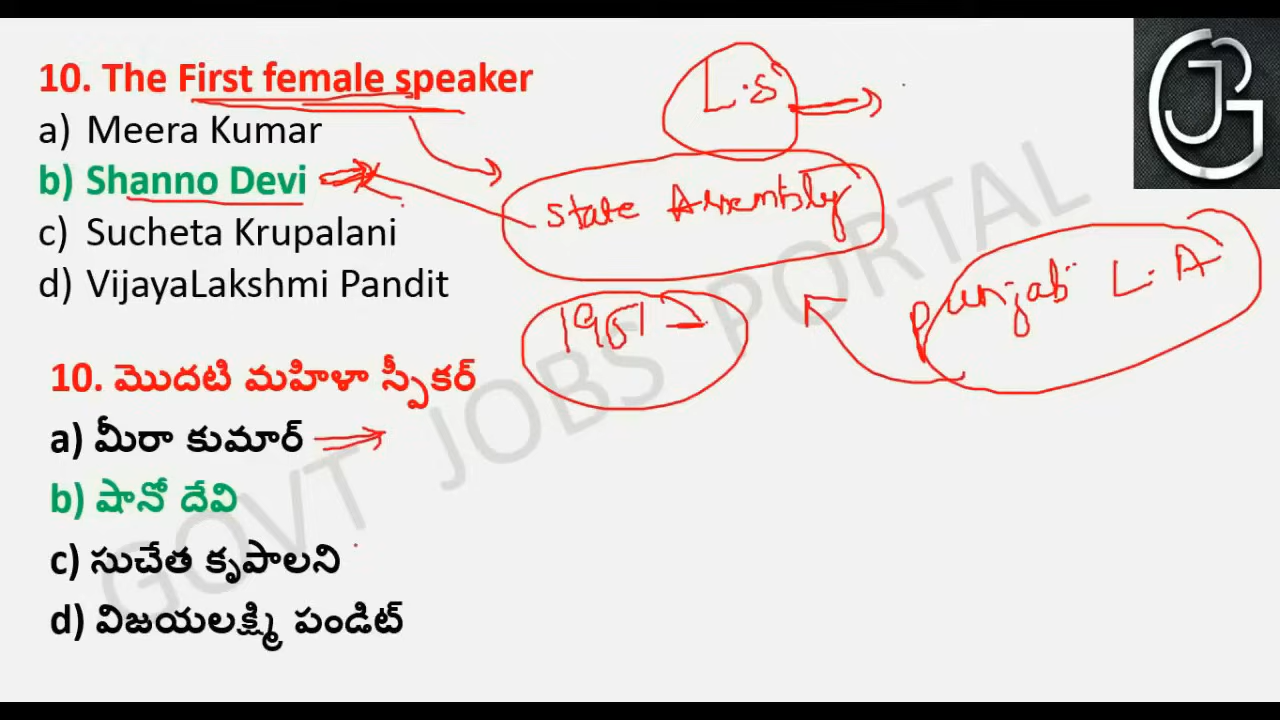 10. The First female speaker
a) Meera Kumar
b) Shanno Devi
c) Sucheta Krupalani
d) VijayaLakshmi Pandit
L.S
State Assembly
Punjab L.A
10. మొదటి మహిళా స్పీకర్
a) మీరా కుమార్
b) షానో దేవి
c) సుచేత కృపాలని
d) విజయలక్ష్మి పండిట్
GOVT JOBS PORTAL
JG